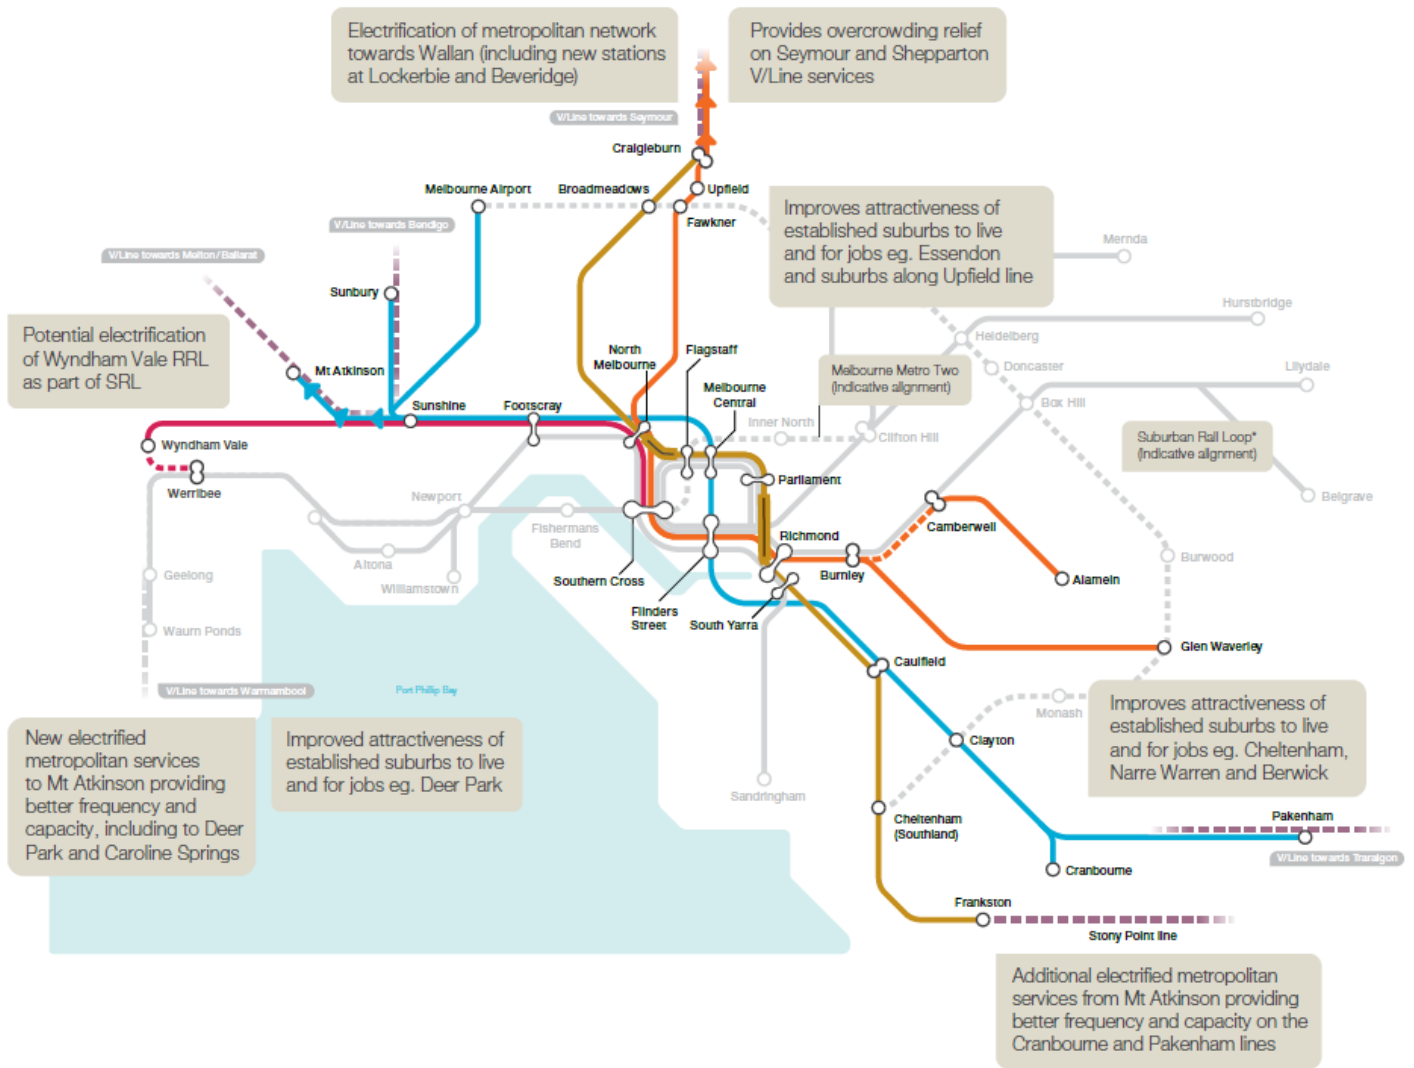 Electrification of metropolitan network
towards Wallan (including new stations
at Lockerbie and Beveridge)
Provides overcrowding relief
on Seymour and Shepparton
V/Line services
V/Line towards Seymour
Craigieburn
Melbourne Airport
Broadmeadows
Upfield
Fawkner
Improves attractiveness of
established suburbs to live
and for jobs eg. Essendon
and suburbs along Upfield line
Mernda
V/Line towards Bendigo
V/Line towards Melton/Ballarat
Sunbury
Hurstbridge
Potential electrification
of Wyndham Vale RRL
as part of SRL
Heidelberg
North
Melbourne
Flagstaff
Mt Atkinson
Melbourne Metro Two
(indicative alignment)
Doncaster
Lilydale
Melbourne
Central
Sunshine
Footscray
Box Hill
Inner North
Clifton Hill
Suburban Rail Loop*
(indicative alignment)
Wyndham Vale
Werribee
Parliament
Newport
Belgrave
Camberwell
Fishermans
Bend
Richmond
Burwood
Altona
Burnley
Geelong
Williamstown
Southern Cross
Alamein
Flinders
Street
South Yarra
Waurn Ponds
Glen Waverley
Caulfield
V/Line towards Warrnambool
Port Phillip Bay
Monash
Improves attractiveness of
established suburbs to live
and for jobs eg. Cheltenham,
Narre Warren and Berwick
New electrified
metropolitan services
to Mt Atkinson providing
better frequency and
capacity, including to Deer
Park and Caroline Springs
Improved attractiveness of
established suburbs to live
and for jobs eg. Deer Park
Clayton
Sandringham
Cheltenham
(Southland)
Pakenham
V/Line towards Traralgon
Cranbourne
Frankston
Stony Point line
Additional electrified metropolitan
services from Mt Atkinson providing
better frequency and capacity on the
Cranbourne and Pakenham lines